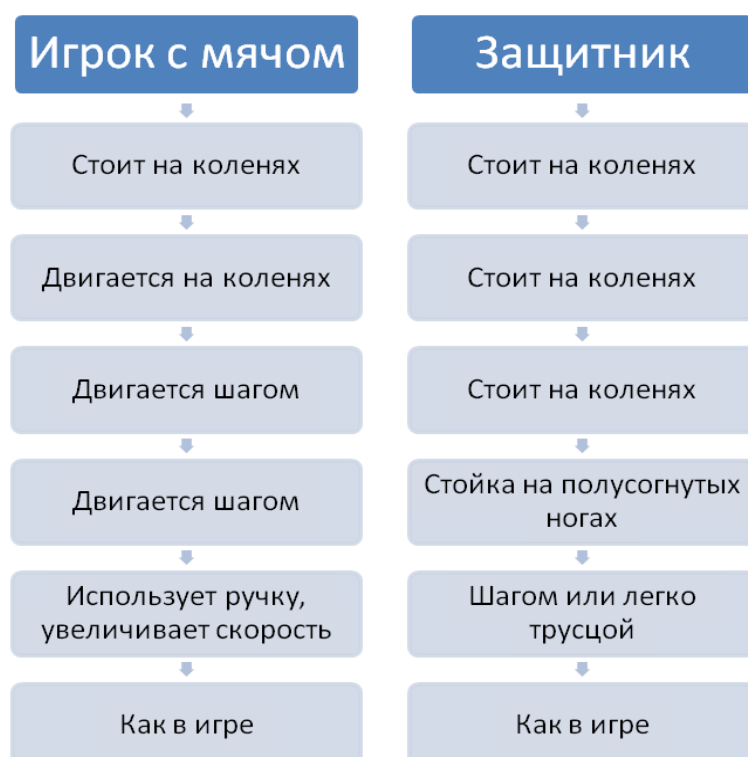 Игрок с мячом
Стоит на коленях
Двигается на коленях
Двигается шагом
Двигается шагом
Использует ручку,
увеличивает скорость
Как в игре
Защитник
Стоит на коленях
Стоит на коленях
Стоит на коленях
Стойка на полусогнутых
ногах
Шагом или легко
трусцой
Как в игре